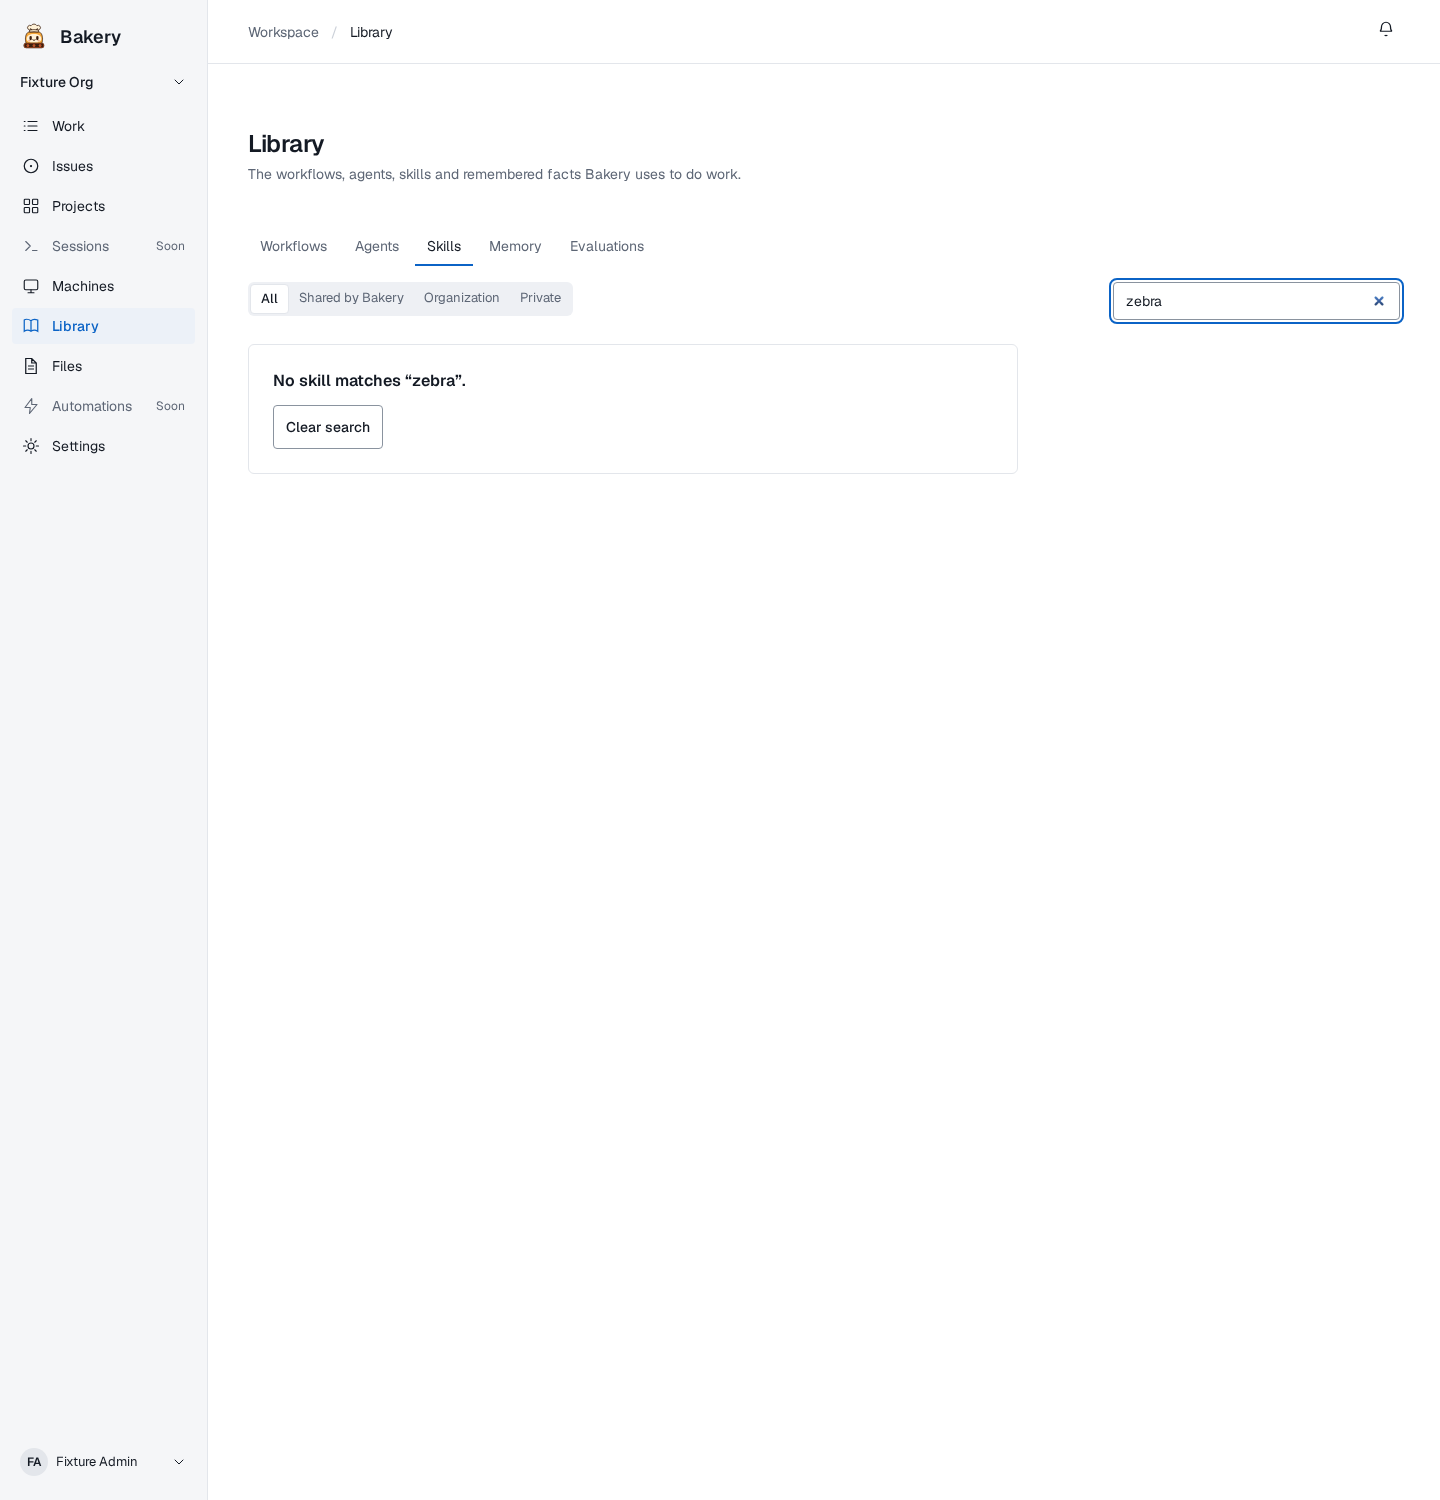 Bakery
Fixture Org
Work
Issues
Projects
Sessions Soon
Machines
Library
Files
Automations Soon
Settings
FA Fixture Admin
Workspace / Library
Library
The workflows, agents, skills and remembered facts Bakery uses to do work.
Workflows Agents Skills Memory Evaluations
All Shared by Bakery Organization Private
zebra
No skill matches “zebra”.
Clear search